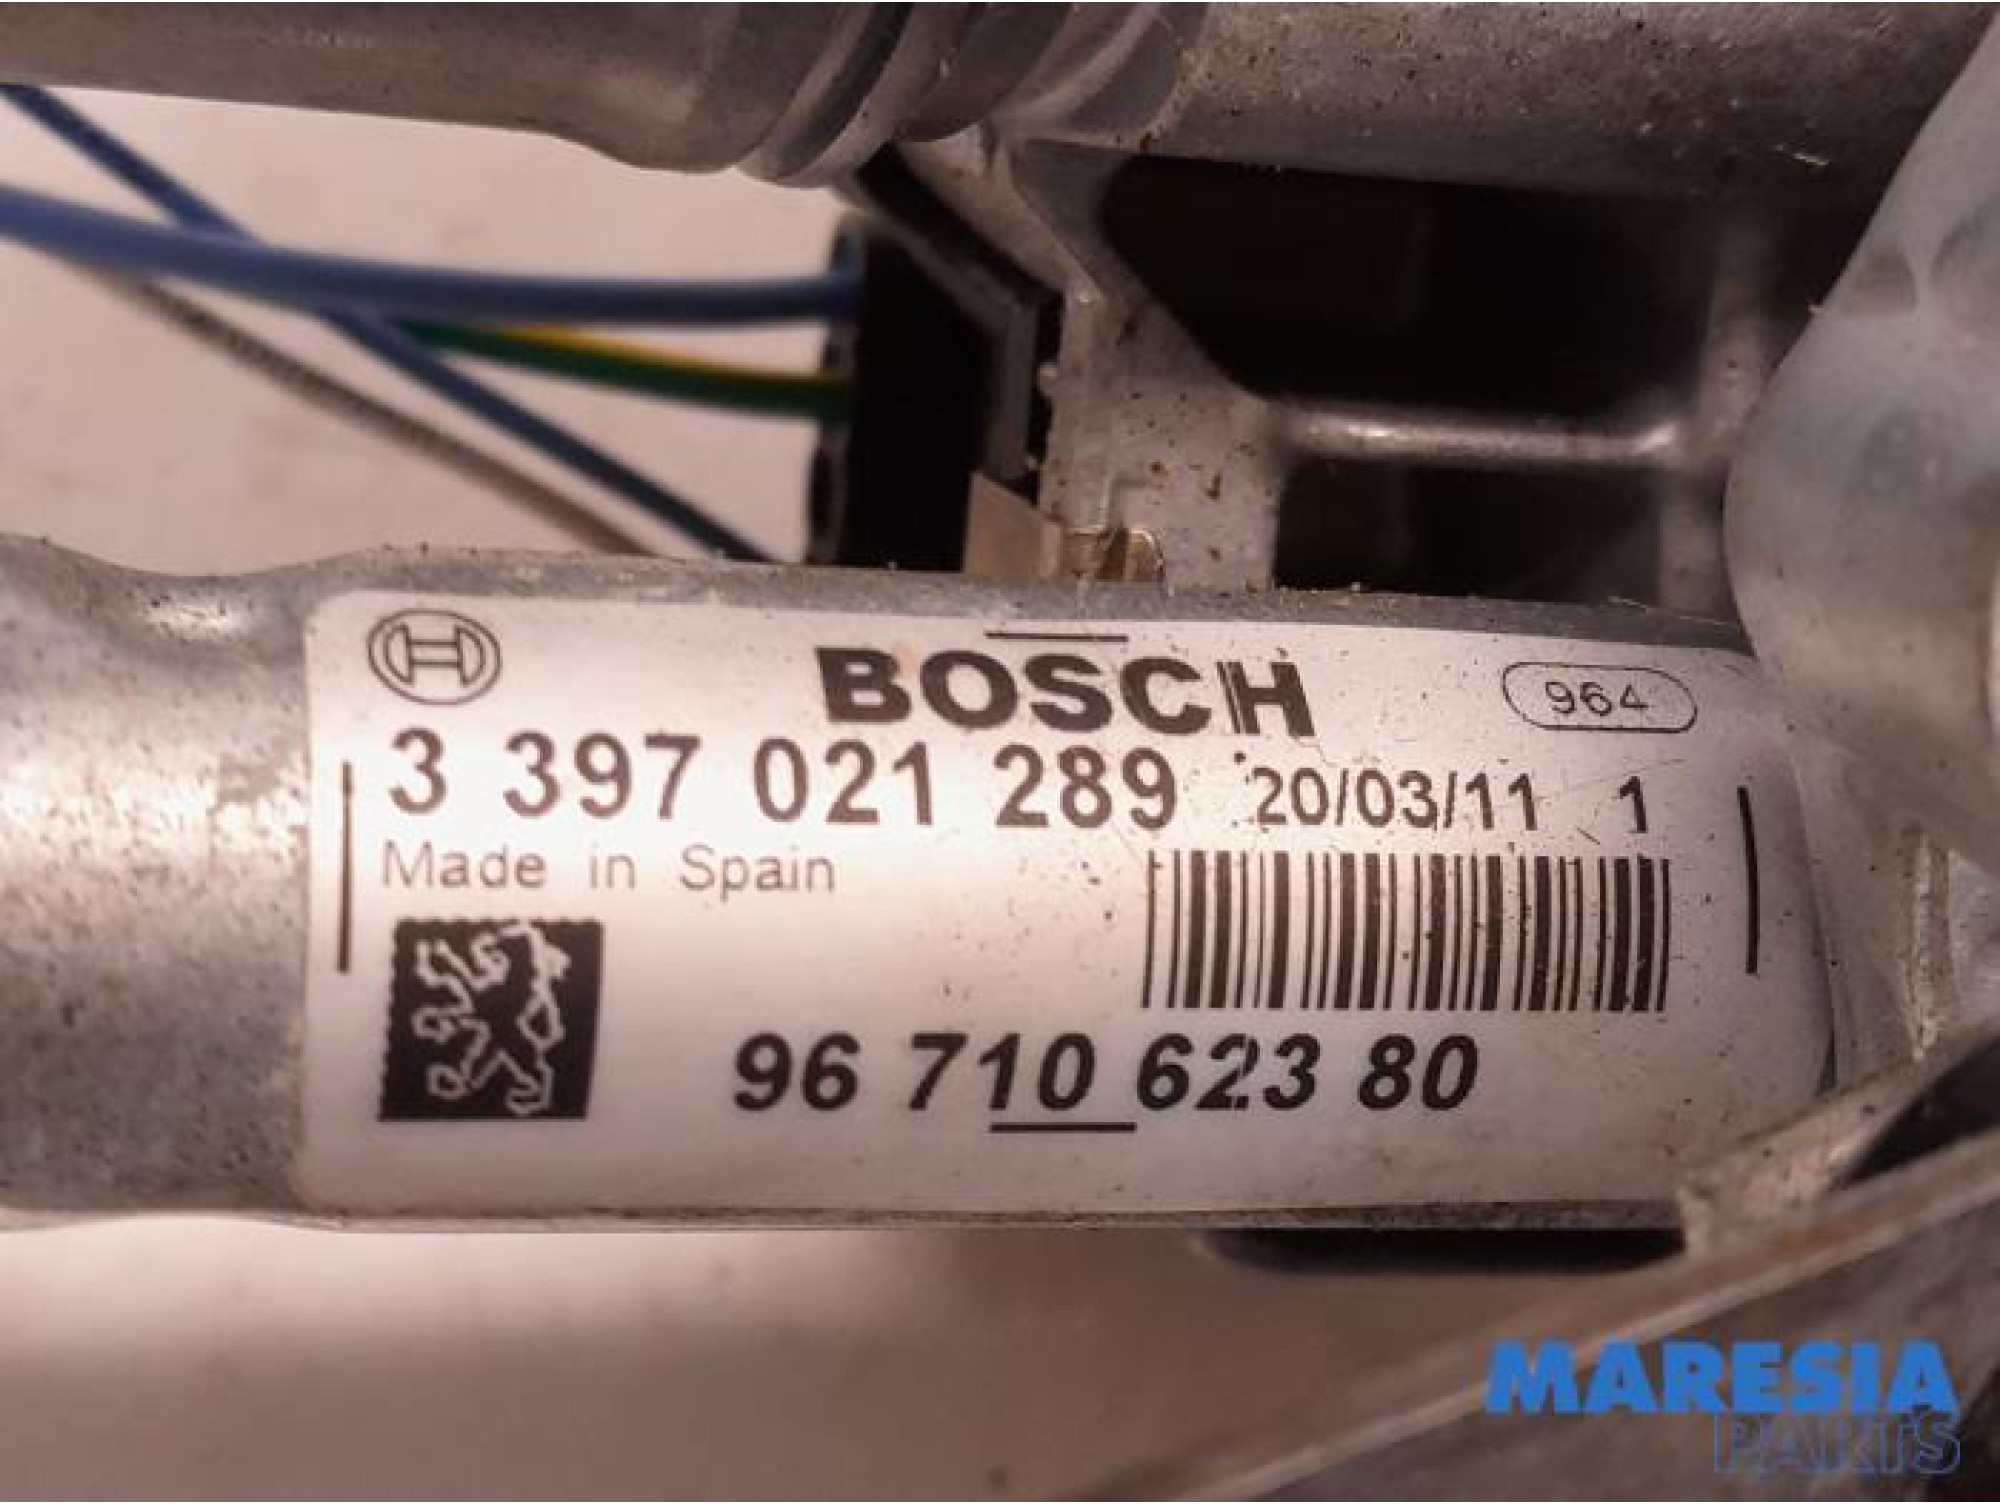 BOSCH 964
3 397 021 289 20/03/11 1
Made in Spain
96 710 623 80
MARESIA
PARTS